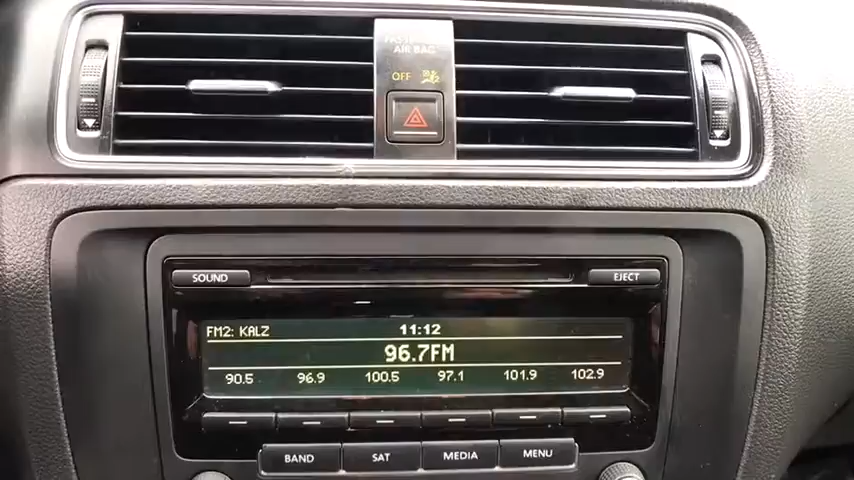 PASSENGER
AIR BAG
OFF
SOUND
EJECT
FM2: KALZ
11:12
96.7FM
90.5 96.9 100.5 97.1 101.9 102.9
BAND SAT MEDIA MENU